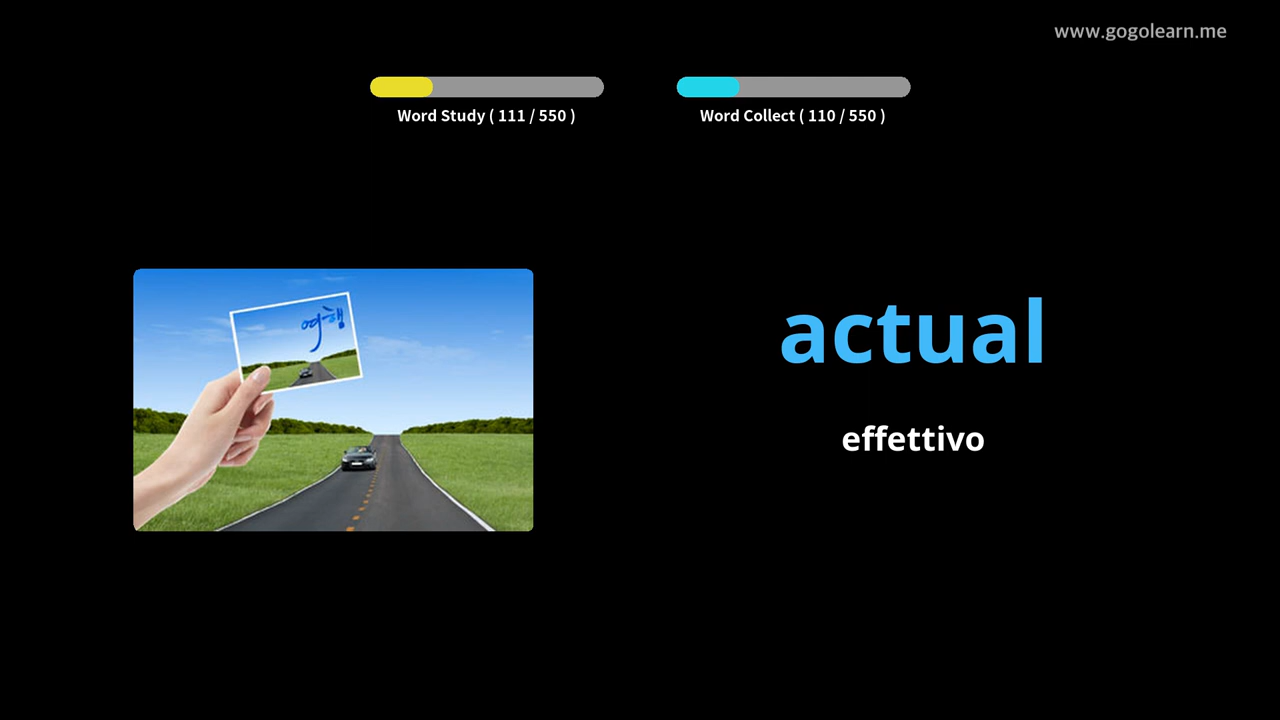 www.gogolearn.me
Word Study ( 111 / 550 )
Word Collect ( 110 / 550 )
여행
actual
effettivo